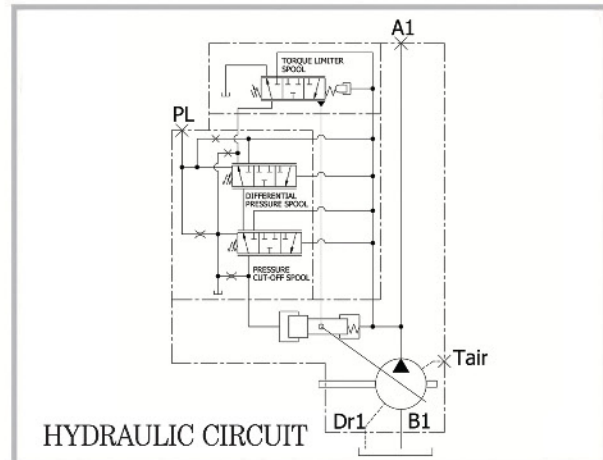 A1
TORQUE LIMITER
SPOOL
PL
DIFFERENTIAL
PRESSURE SPOOL
PRESSURE
CUT-OFF SPOOL
Tair
Dr1
B1
HYDRAULIC CIRCUIT